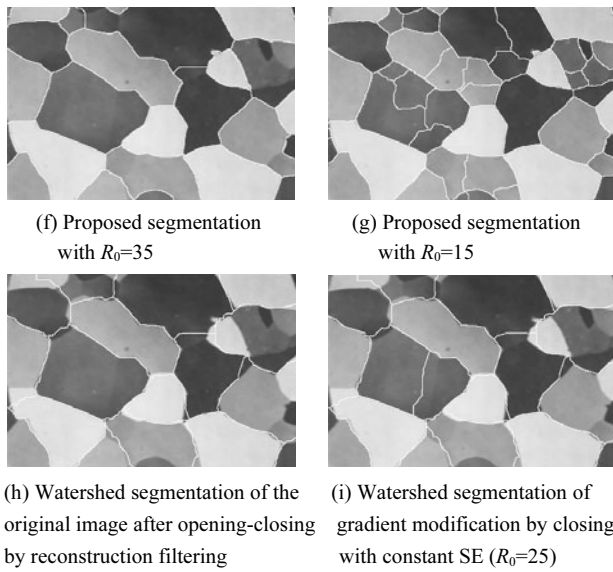 (f) Proposed segmentation
with R0=35
(g) Proposed segmentation
with R0=15
(h) Watershed segmentation of the
original image after opening-closing
by reconstruction filtering
(i) Watershed segmentation of
gradient modification by closing
with constant SE (R0=25)